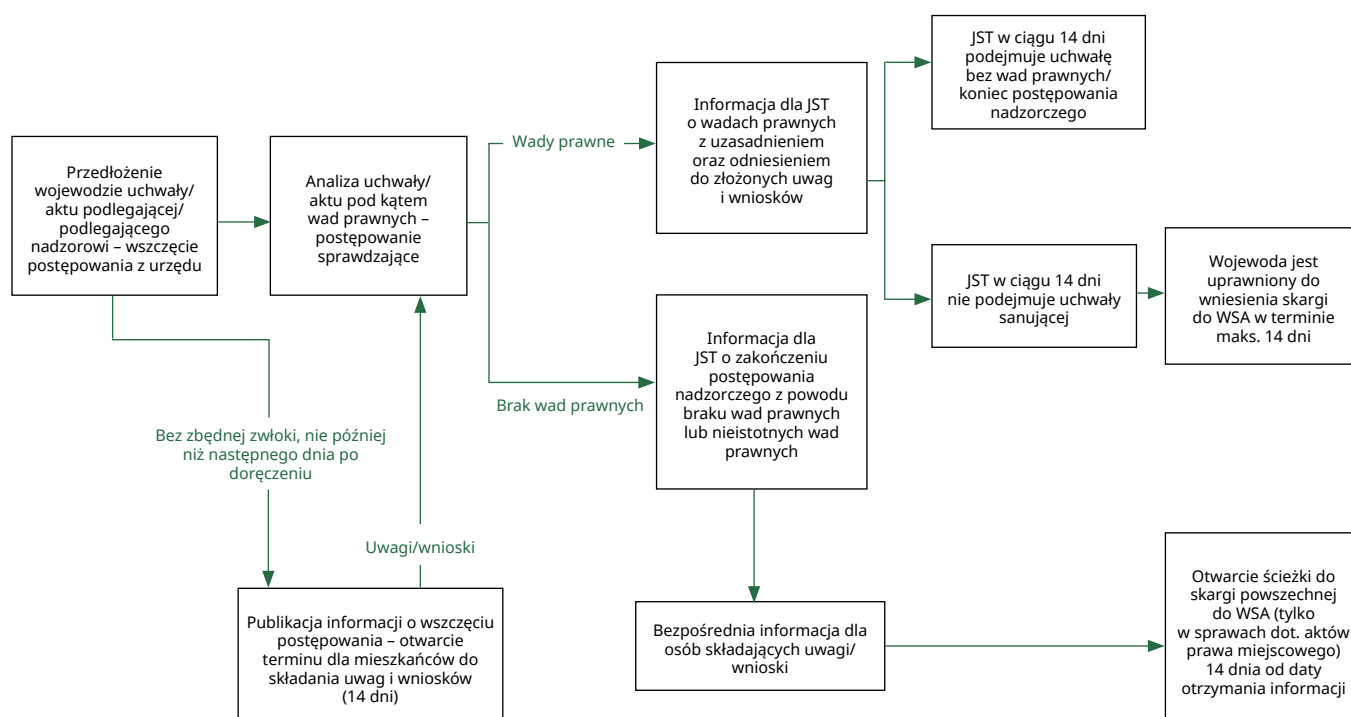 Przedłożenie
wojewodzie uchwały/
aktu podlegającej/
podlegającego
nadzorowi – wszczęcie
postępowania z urzędu
Analiza uchwały/
aktu pod kątem
wad prawnych –
postępowanie
sprawdzające
Wady prawne
Informacja dla JST
o wadach prawnych
z uzasadnieniem
oraz odniesieniem
do złożonych uwag
i wniosków
JST w ciągu 14 dni
podejmuje uchwałę
bez wad prawnych/
koniec postępowania
nadzorczego
JST w ciągu 14 dni
nie podejmuje uchwały
sanującej
Wojewoda jest
uprawniony do
wniesienia skargi
do WSA w terminie
maks. 14 dni
Brak wad prawnych
Informacja dla
JST o zakończeniu
postępowania
nadzorczego z powodu
braku wad prawnych
lub nieistotnych wad
prawnych
Bez zbędnej zwłoki, nie później
niż następnego dnia po
doręczeniu
Uwagi/wnioski
Publikacja informacji o wszczęciu
postępowania – otwarcie
terminu dla mieszkańców do
składania uwag i wniosków
(14 dni)
Bezpośrednia informacja dla
osób składających uwagi/
wnioski
Otwarcie ścieżki do
skargi powszechnej
do WSA (tylko
w sprawach dot. aktów
prawa miejscowego)
14 dnia od daty
otrzymania informacji